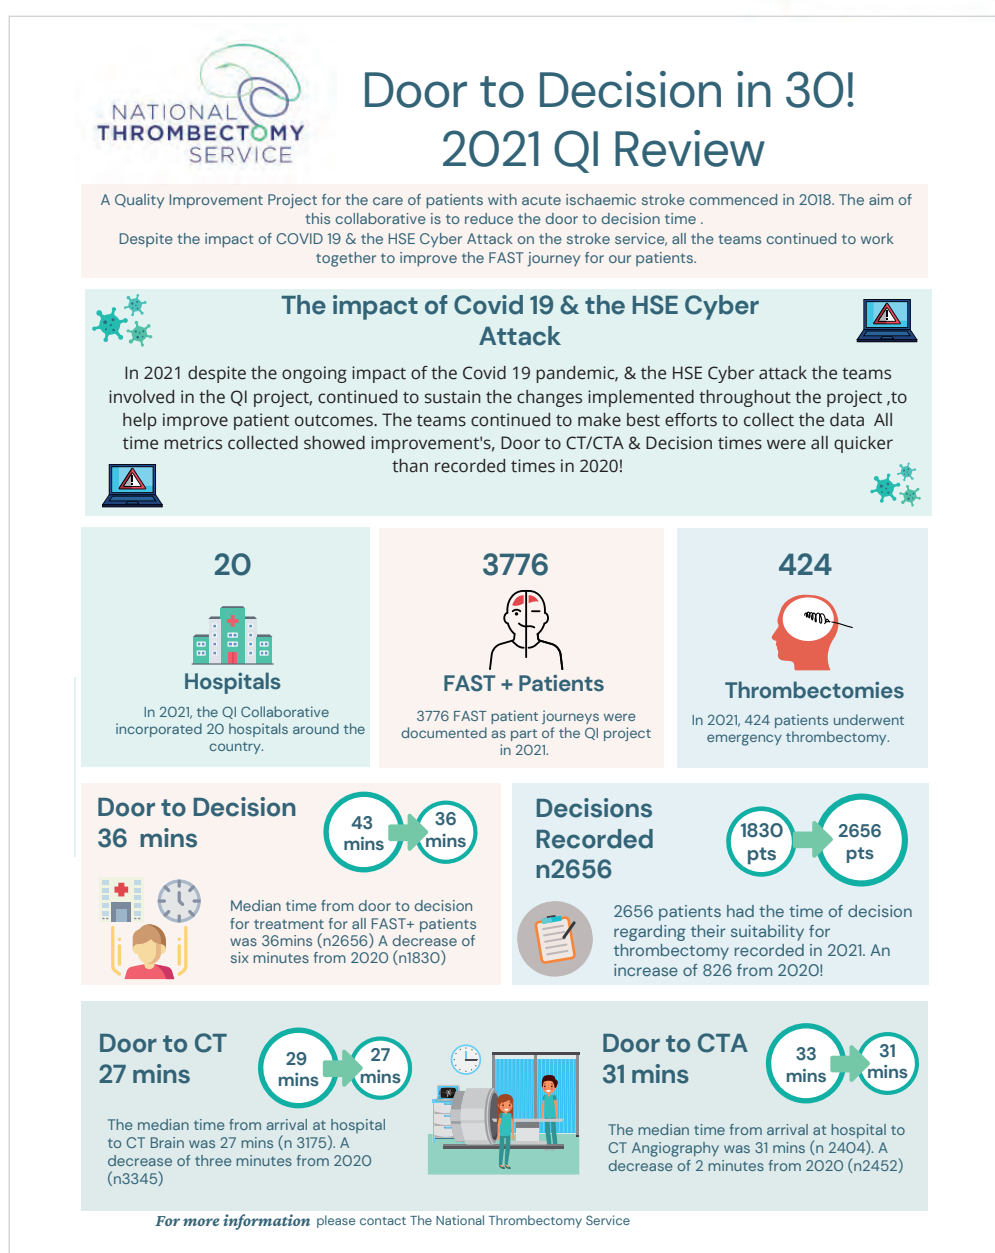 NATIONAL
THROMBECTOMY
SERVICE
Door to Decision in 30!
2021 QI Review
A Quality Improvement Project for the care of patients with acute ischaemic stroke commenced in 2018. The aim of
this collaborative is to reduce the door to decision time .
Despite the impact of COVID 19 & the HSE Cyber Attack on the stroke service, all the teams continued to work
together to improve the FAST journey for our patients.
The impact of Covid 19 & the HSE Cyber
Attack
In 2021 despite the ongoing impact of the Covid 19 pandemic, & the HSE Cyber attack the teams
involved in the QI project, continued to sustain the changes implemented throughout the project ,to
help improve patient outcomes. The teams continued to make best efforts to collect the data  All
time metrics collected showed improvement's, Door to CT/CTA & Decision times were all quicker
than recorded times in 2020!
20
Hospitals
In 2021, the QI Collaborative
incorporated 20 hospitals around the
country.
3776
FAST + Patients
3776 FAST patient journeys were
documented as part of the QI project
in 2021.
424
Thrombectomies
In 2021, 424 patients underwent
emergency thrombectomy.
Door to Decision
36  mins
43
mins
36
mins
Median time from door to decision
for treatment for all FAST+ patients
was 36mins (n2656) A decrease of
six minutes from 2020 (n1830)
Decisions
Recorded
n2656
1830
pts
2656
pts
2656 patients had the time of decision
regarding their suitability for
thrombectomy recorded in 2021. An
increase of 826 from 2020!
Door to CT
27 mins
29
mins
27
mins
The median time from arrival at hospital
to CT Brain was 27 mins (n 3175). A
decrease of three minutes from 2020
(n3345)
Door to CTA
31 mins
33
mins
31
mins
The median time from arrival at hospital to
CT Angiography was 31 mins (n 2404). A
decrease of 2 minutes from 2020 (n2452)
For more information please contact The National Thrombectomy Service